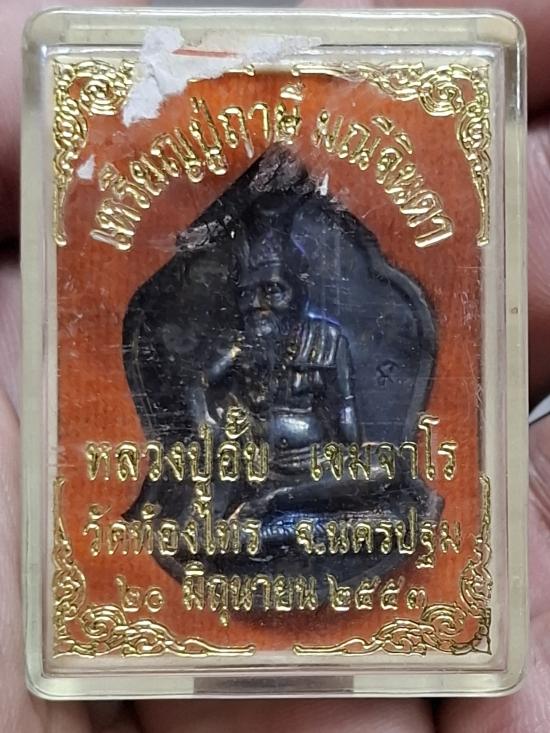 เหรียญปู่ฤาษี มณีจินดา
หลวงปู่อั๊บ เขมจาโร
วัดท้องไทร จ.นครปฐม
๒๐ มิถุนายน ๒๕๕๓